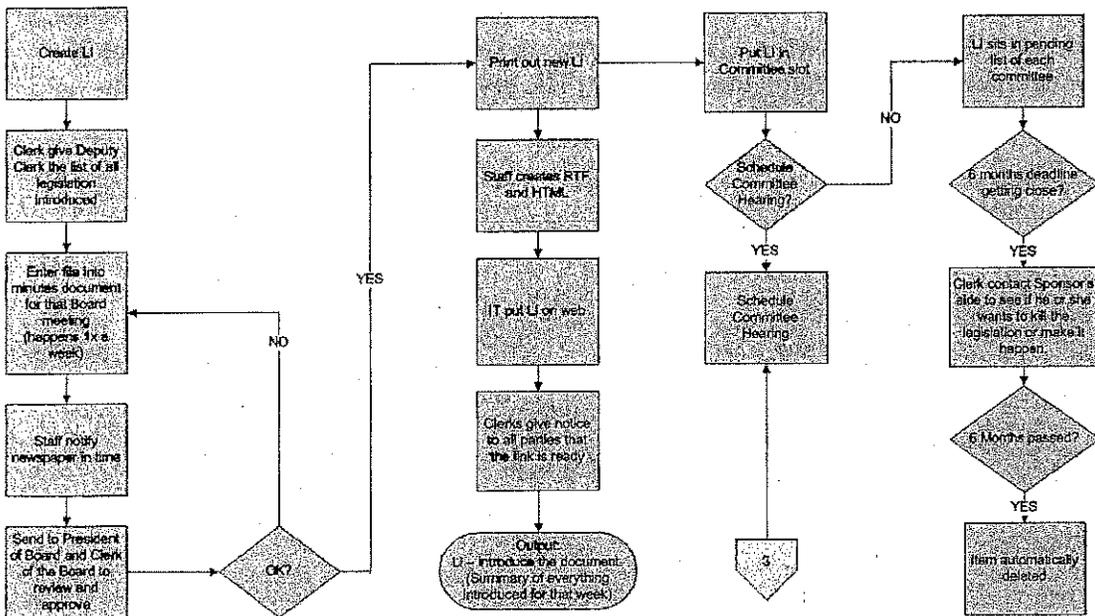 Create LI
Clerk give Deputy
Clerk the list of all
legislation
introduced
Enter file into
minutes document
for that Board
meeting
(happens 1x a
week)
Staff notify
newspaper in time
Send to President
of Board and Clerk
of the Board to
review and
approve
OK?
NO
YES
Print out new LI
Staff creates RTF
and HTML
IT put LI on web
Clerks give notice
to all parties that
the link is ready
Output:
LI – introduce the document.
(Summary of everything
introduced for that week)
Put LI in
Committee slot
Schedule
Committee
Hearing?
NO
YES
Schedule
Committee
Hearing
3
LI sits in pending
list of each
committee
6 months deadline
getting close?
YES
Clerk contact Sponsor's
aide to see if he or she
wants to kill the
legislation or make it
happen.
6 Months passed?
YES
Item automatically
deleted